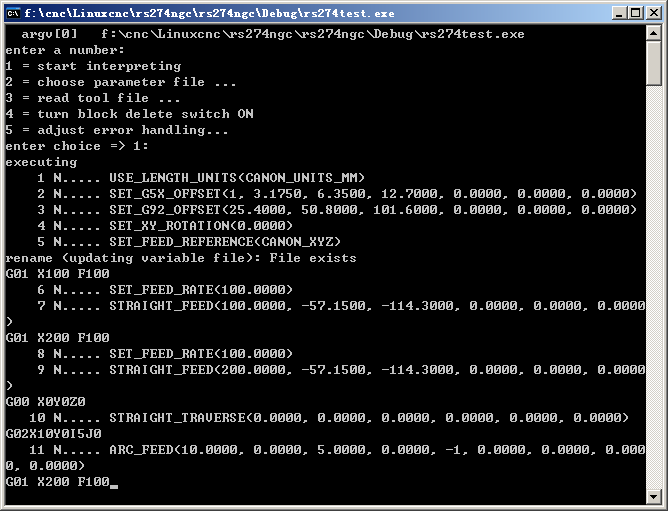 f:\cnc\Linuxcnc\rs274ngc\rs274ngc\Debug\rs274test.exe
argv[0]   f:\cnc\Linuxcnc\rs274ngc\rs274ngc\Debug\rs274test.exe
enter a number:
1 = start interpreting
2 = choose parameter file ...
3 = read tool file ...
4 = turn block delete switch ON
5 = adjust error handling...
enter choice => 1:
executing
1 N..... USE_LENGTH_UNITS(CANON_UNITS_MM)
2 N..... SET_G5X_OFFSET(1, 3.1750, 6.3500, 12.7000, 0.0000, 0.0000, 0.0000)
3 N..... SET_G92_OFFSET(25.4000, 50.8000, 101.6000, 0.0000, 0.0000, 0.0000)
4 N..... SET_XY_ROTATION(0.0000)
5 N..... SET_FEED_REFERENCE(CANON_XYZ)
rename (updating variable file): File exists
G01 X100 F100
6 N..... SET_FEED_RATE(100.0000)
7 N..... STRAIGHT_FEED(100.0000, -57.1500, -114.3000, 0.0000, 0.0000, 0.0000
)
G01 X200 F100
8 N..... SET_FEED_RATE(100.0000)
9 N..... STRAIGHT_FEED(200.0000, -57.1500, -114.3000, 0.0000, 0.0000, 0.0000
)
G00 X0Y0Z0
10 N..... STRAIGHT_TRAVERSE(0.0000, 0.0000, 0.0000, 0.0000, 0.0000, 0.0000)
G02X10Y0I5J0
11 N..... ARC_FEED(10.0000, 0.0000, 5.0000, 0.0000, -1, 0.0000, 0.0000, 0.000
0, 0.0000)
G01 X200 F100